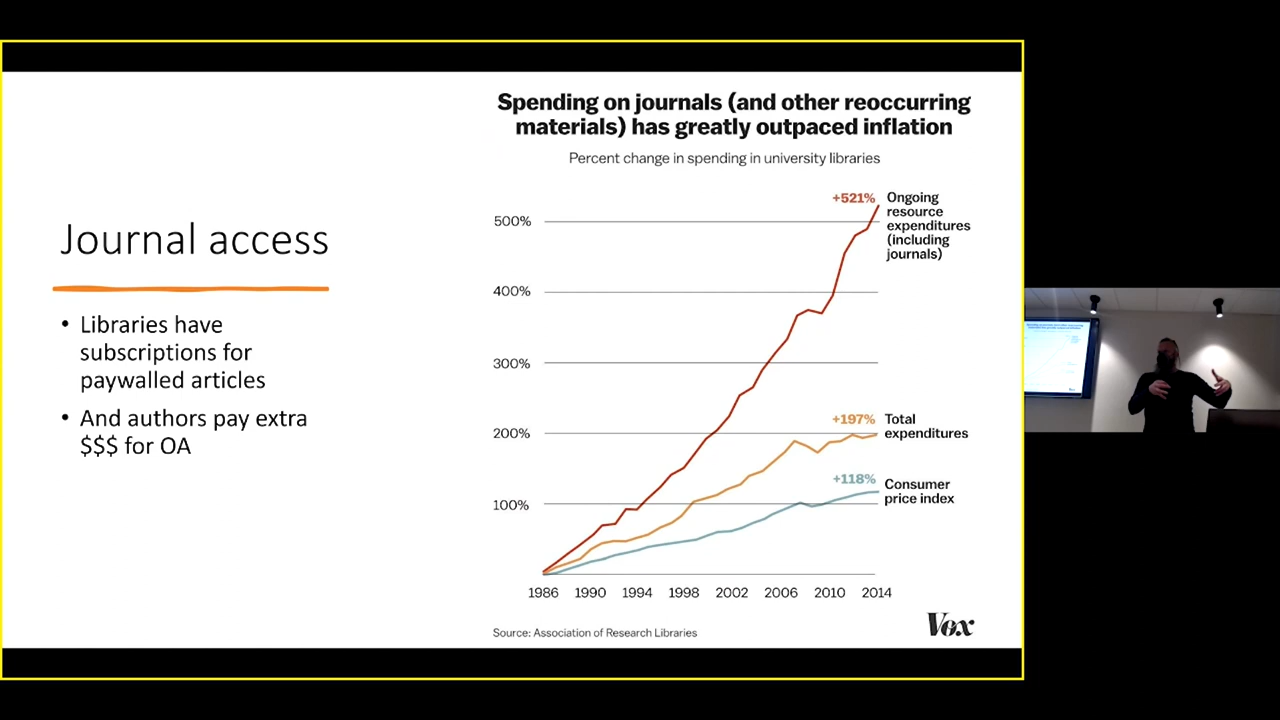 Journal access
• Libraries have
subscriptions for
paywalled articles
• And authors pay extra
$$$ for OA
Spending on journals (and other reoccurring
materials) has greatly outpaced inflation
Percent change in spending in university libraries
500%
400%
300%
200%
100%
+521%
Ongoing
resource
expenditures
(including
journals)
+197%
Total
expenditures
+118%
Consumer
price index
1986 1990 1994 1998 2002 2006 2010 2014
Source: Association of Research Libraries
Vox